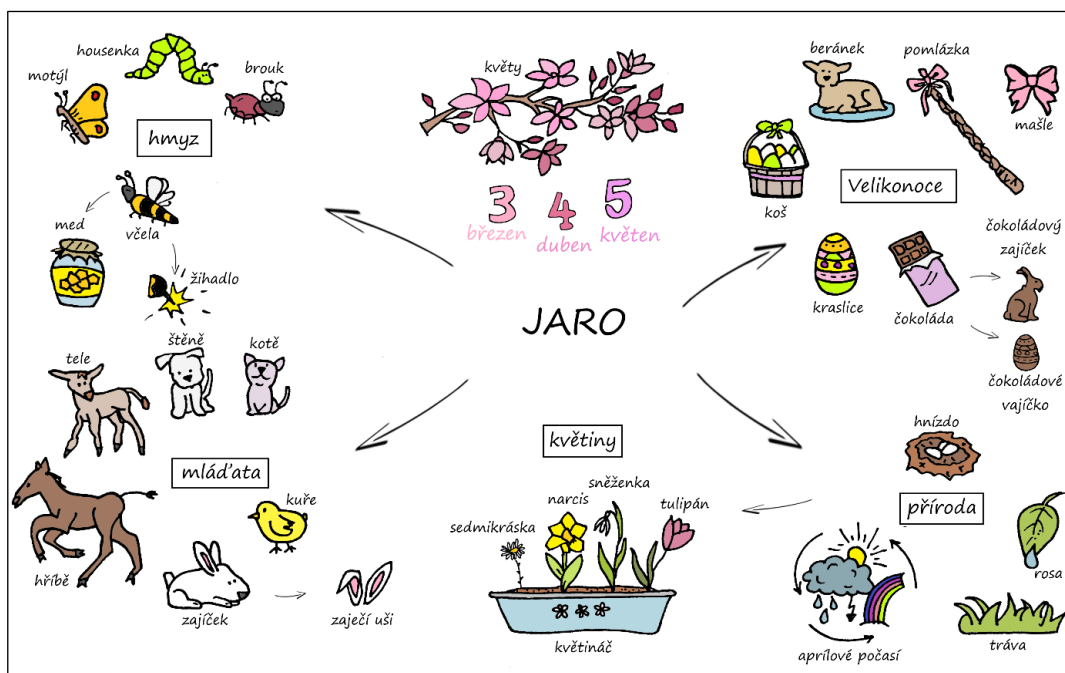 JARO
květy
3
březen
4
duben
5
květen
hmyz
motýl
housenka
brouk
med
včela
žihadlo
Velikonoce
beránek
pomlázka
mašle
koš
kraslice
čokoláda
čokoládový
zajíček
čokoládové
vajíčko
mláďata
tele
štěně
kotě
hříbě
kuře
zajíček
zaječí uši
květiny
sedmikráska
narcis
sněženka
tulipán
květináč
příroda
hnízdo
rosa
tráva
aprílové počasí